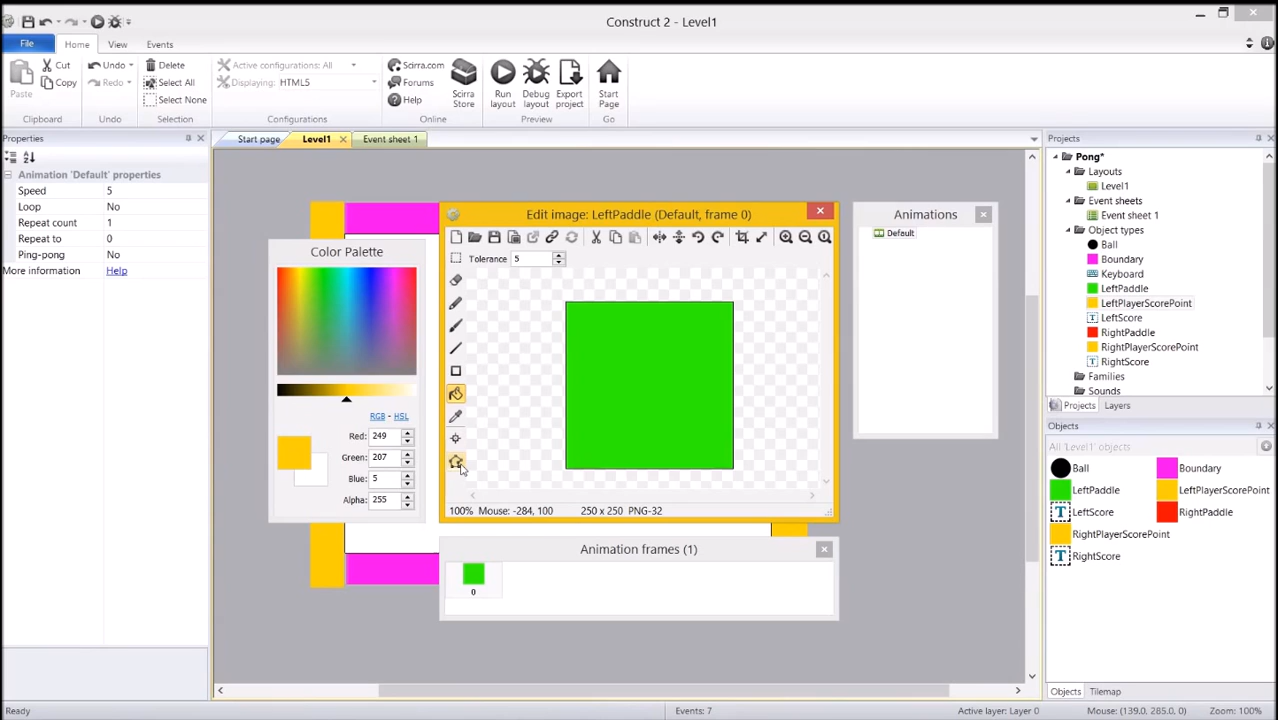 Construct 2 - Level1
File Home View Events
Paste Cut Copy
Clipboard
Undo
Redo
Undo
Delete
Select All
Select None
Selection
Active configurations: All
Displaying: HTML5
Configurations
Scirra.com
Forums
Help
Scirra Store
Online
Run layout
Debug layout
Export project
Preview
Start Page
Go
Properties
Animation 'Default' properties
Speed 5
Loop No
Repeat count 1
Repeat to 0
Ping-pong No
More information Help
Start page Level1 Event sheet 1
Color Palette
RGB - HSL
Red: 249
Green: 207
Blue: 5
Alpha: 255
Edit image: LeftPaddle (Default, frame 0)
Tolerance 5
100% Mouse: -284, 100 250 x 250 PNG-32
Animation frames (1)
0
Animations
Default
Projects
Pong*
Layouts
Level1
Event sheets
Event sheet 1
Object types
Ball
Boundary
Keyboard
LeftPaddle
LeftPlayerScorePoint
T LeftScore
RightPaddle
RightPlayerScorePoint
T RightScore
Families
Sounds
Projects Layers
Objects
All 'Level1' objects
Ball Boundary
LeftPaddle LeftPlayerScorePoint
T LeftScore RightPaddle
RightPlayerScorePoint
T RightScore
Objects Tilemap
Ready Events: 7 Active layer: Layer 0 Mouse: (139.0, 285.0, 0) Zoom: 100%